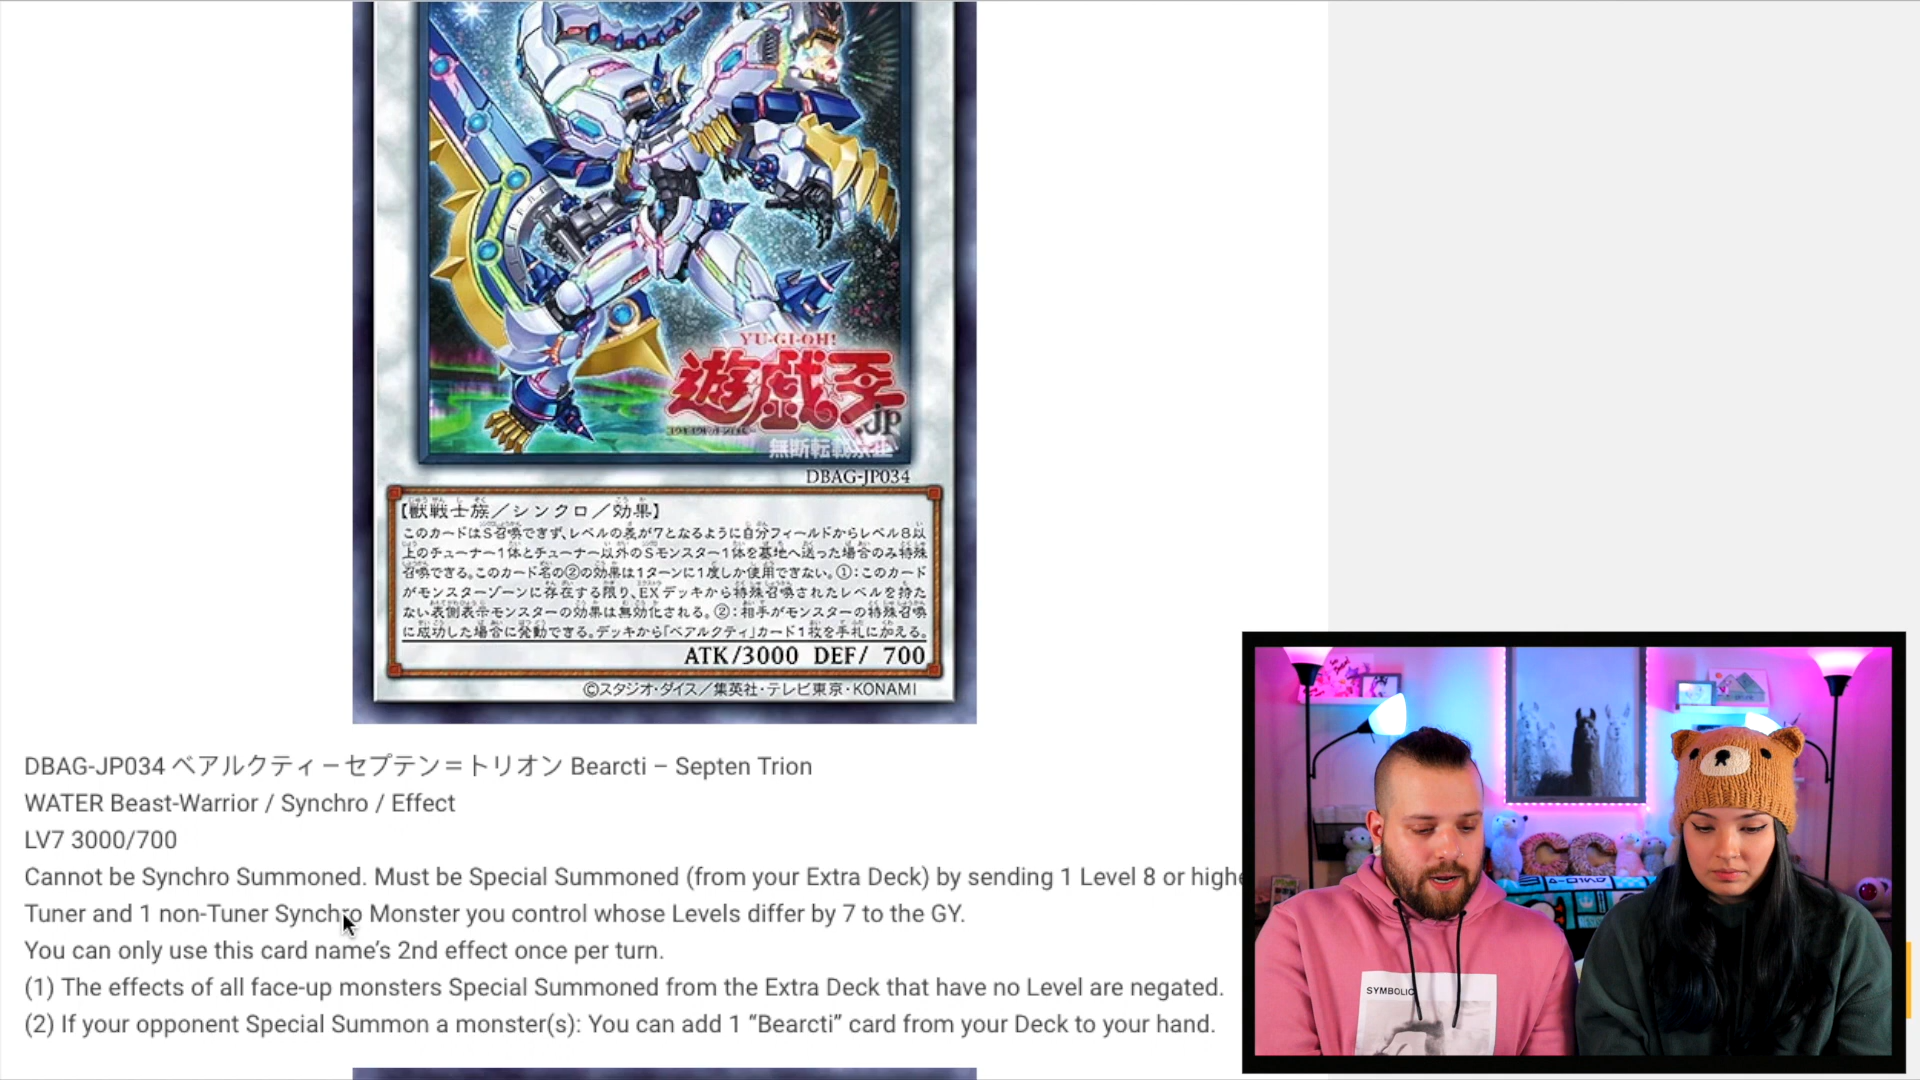 YU-GI-OH!
遊戯王.jp
無断転載禁止
DBAG-JP034
【獣戦士族／シンクロ／効果】
このカードはS召喚できず、レベルの差が7となるように自分フィールドからレベル8以
上のチューナー1体とチューナー以外のSモンスター1体を墓地へ送った場合のみ特殊
召喚できる。このカード名の②の効果は1ターンに1度しか使用できない。①：このカード
がモンスターゾーンに存在する限り、EXデッキから特殊召喚されたレベルを持た
ない表側表示モンスターの効果は無効化される。②：相手がモンスターの特殊召喚
に成功した場合に発動できる。デッキから「ベアルクティ」カード1枚を手札に加える。
ATK/3000 DEF/ 700
©スタジオ・ダイス／集英社・テレビ東京・KONAMI
DBAG-JP034 ベアルクティ－セプテン＝トリオン Bearcti – Septen Trion
WATER Beast-Warrior / Synchro / Effect
LV7 3000/700
Cannot be Synchro Summoned. Must be Special Summoned (from your Extra Deck) by sending 1 Level 8 or highe
Tuner and 1 non-Tuner Synchro Monster you control whose Levels differ by 7 to the GY.
You can only use this card name’s 2nd effect once per turn.
(1) The effects of all face-up monsters Special Summoned from the Extra Deck that have no Level are negated.
(2) If your opponent Special Summon a monster(s): You can add 1 “Bearcti” card from your Deck to your hand.
SYMBOLIC